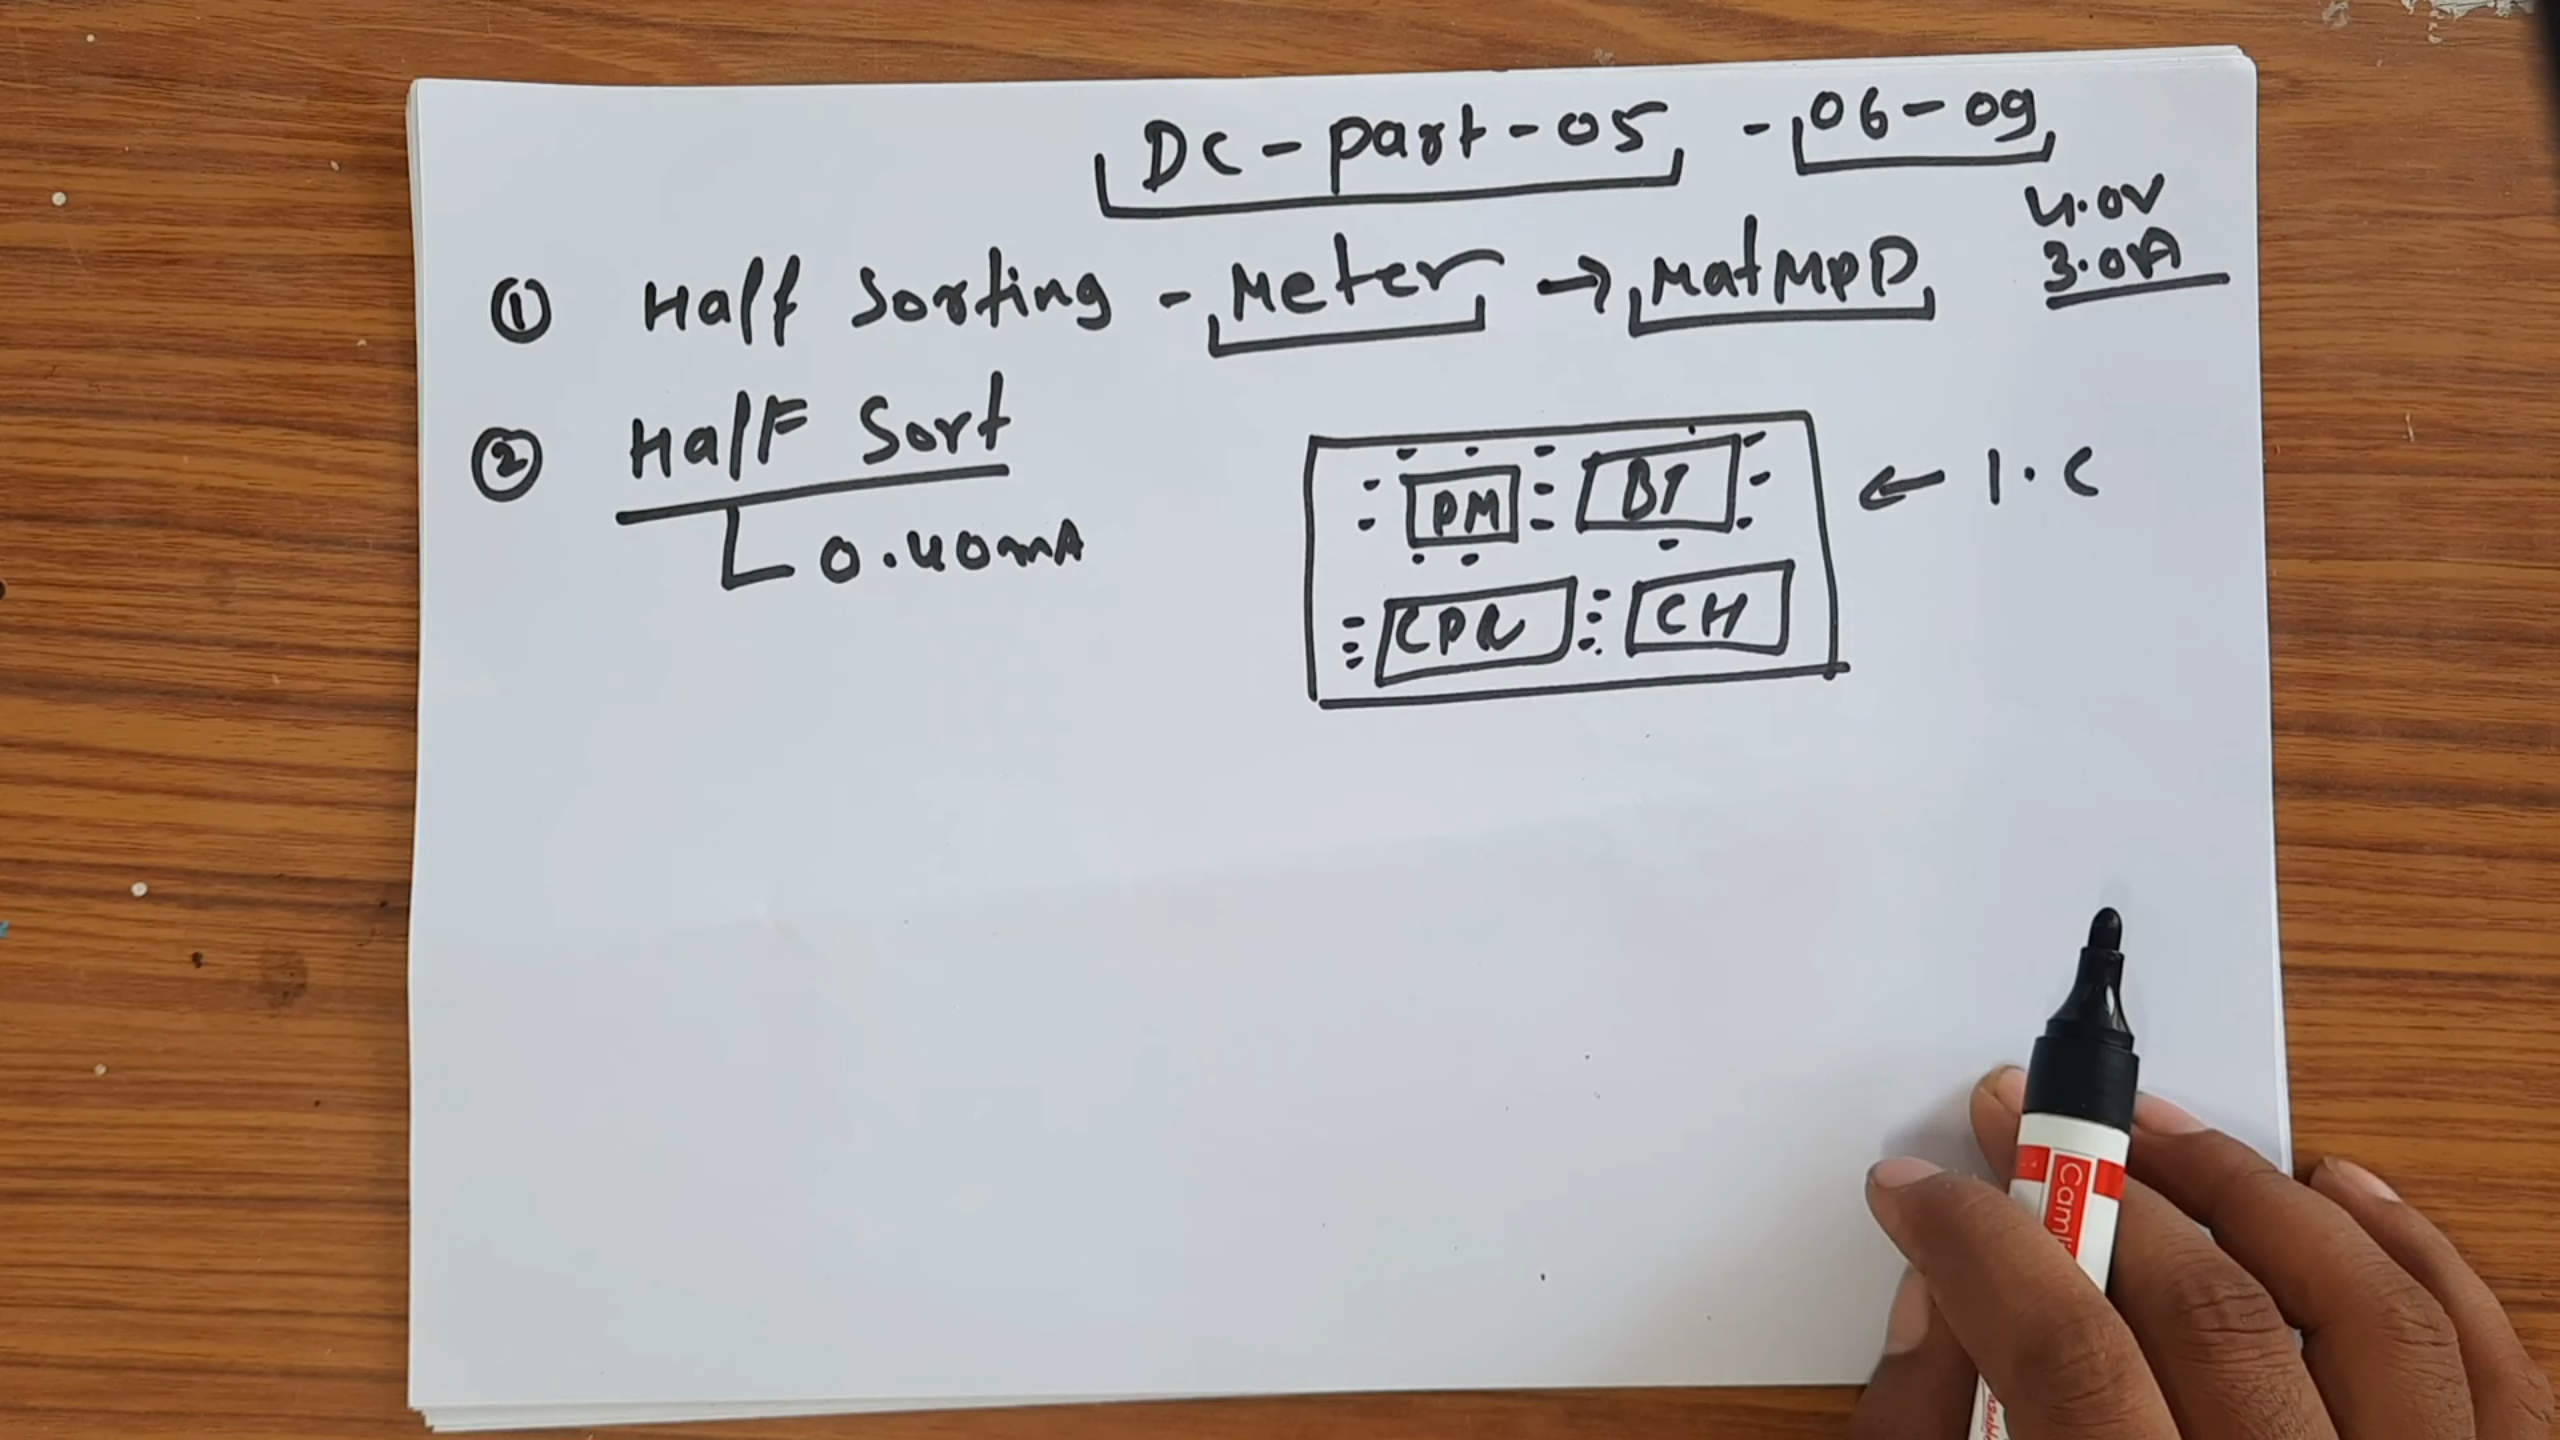 DC - part - 05 - 06 - 09
4.0V
3.0A
① Half Sorting - Meter → MatMPD
② HalF Sort
0.40mA
PM BT ← I.C
CPR CH
Caml